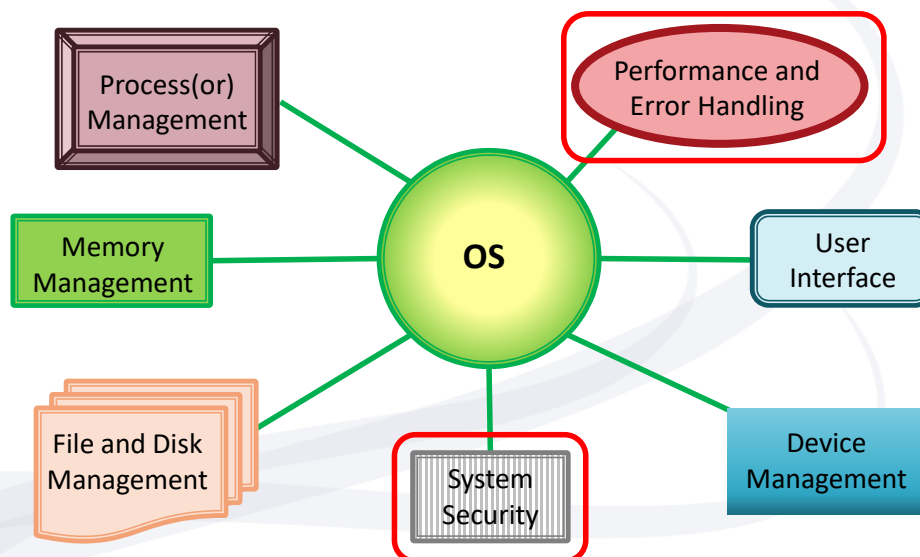 Process(or)
Management
Performance and
Error Handling
OS
Memory
Management
User
Interface
File and Disk
Management
System
Security
Device
Management